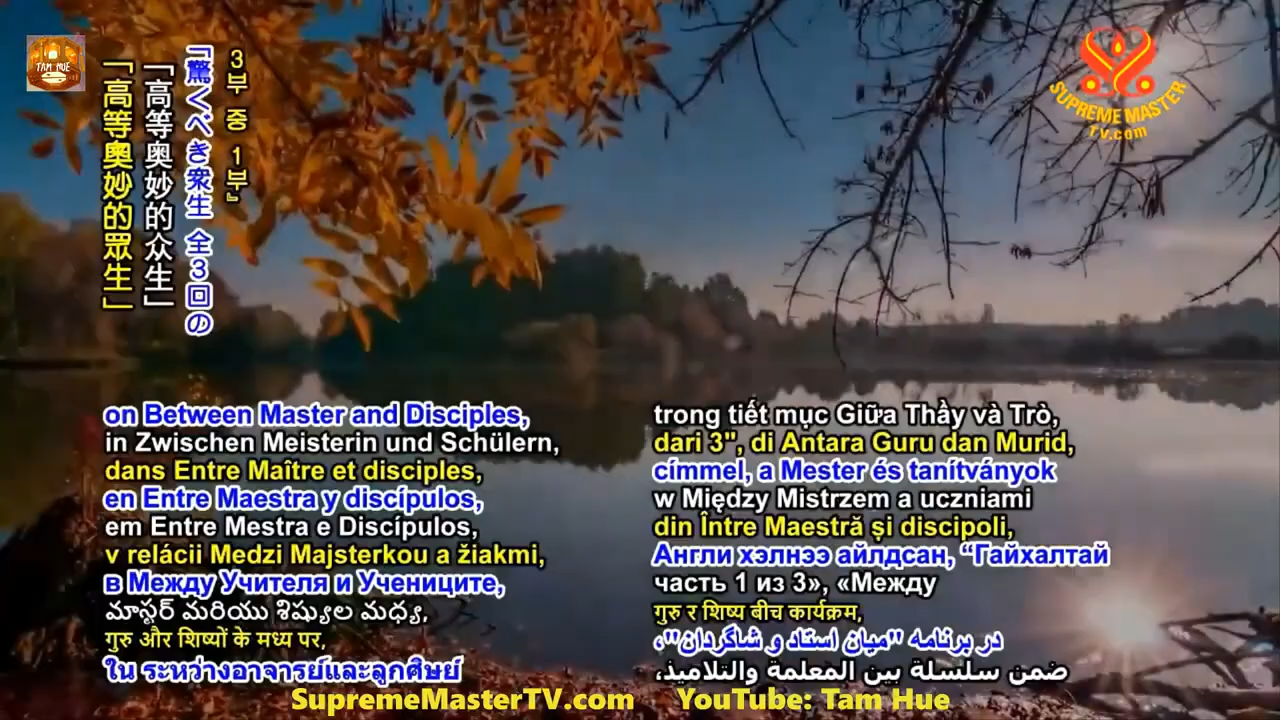 TAM HUE
SUPREME MASTER
TV.com
3부 중 1부』
『驚くべき衆生 全3回の
「高等奥妙的众生」
「高等奧妙的眾生」
on Between Master and Disciples,
in Zwischen Meisterin und Schülern,
dans Entre Maître et disciples,
en Entre Maestra y discípulos,
em Entre Mestra e Discípulos,
v relácii Medzi Majsterkou a žiakmi,
в Между Учителя и Учениците,
మాస్టర్ మరియు శిష్యుల మధ్య,
गुरु और शिष्यों के मध्य पर,
ใน ระหว่างอาจารย์และลูกศิษย์
trong tiết mục Giữa Thầy và Trò,
dari 3", di Antara Guru dan Murid,
címmel, a Mester és tanítványok
w Między Mistrzem a uczniami
din Între Maestră și discipoli,
Англи хэлнээ айлдсан, “Гайхалтай
часть 1 из 3», «Между
गुरु र शिष्य बीच कार्यक्रम,
در برنامه "میان استاد و شاگردان"،
ضمن سلسلة بين المعلمة والتلاميذ،
SupremeMasterTV.com YouTube: Tam Hue